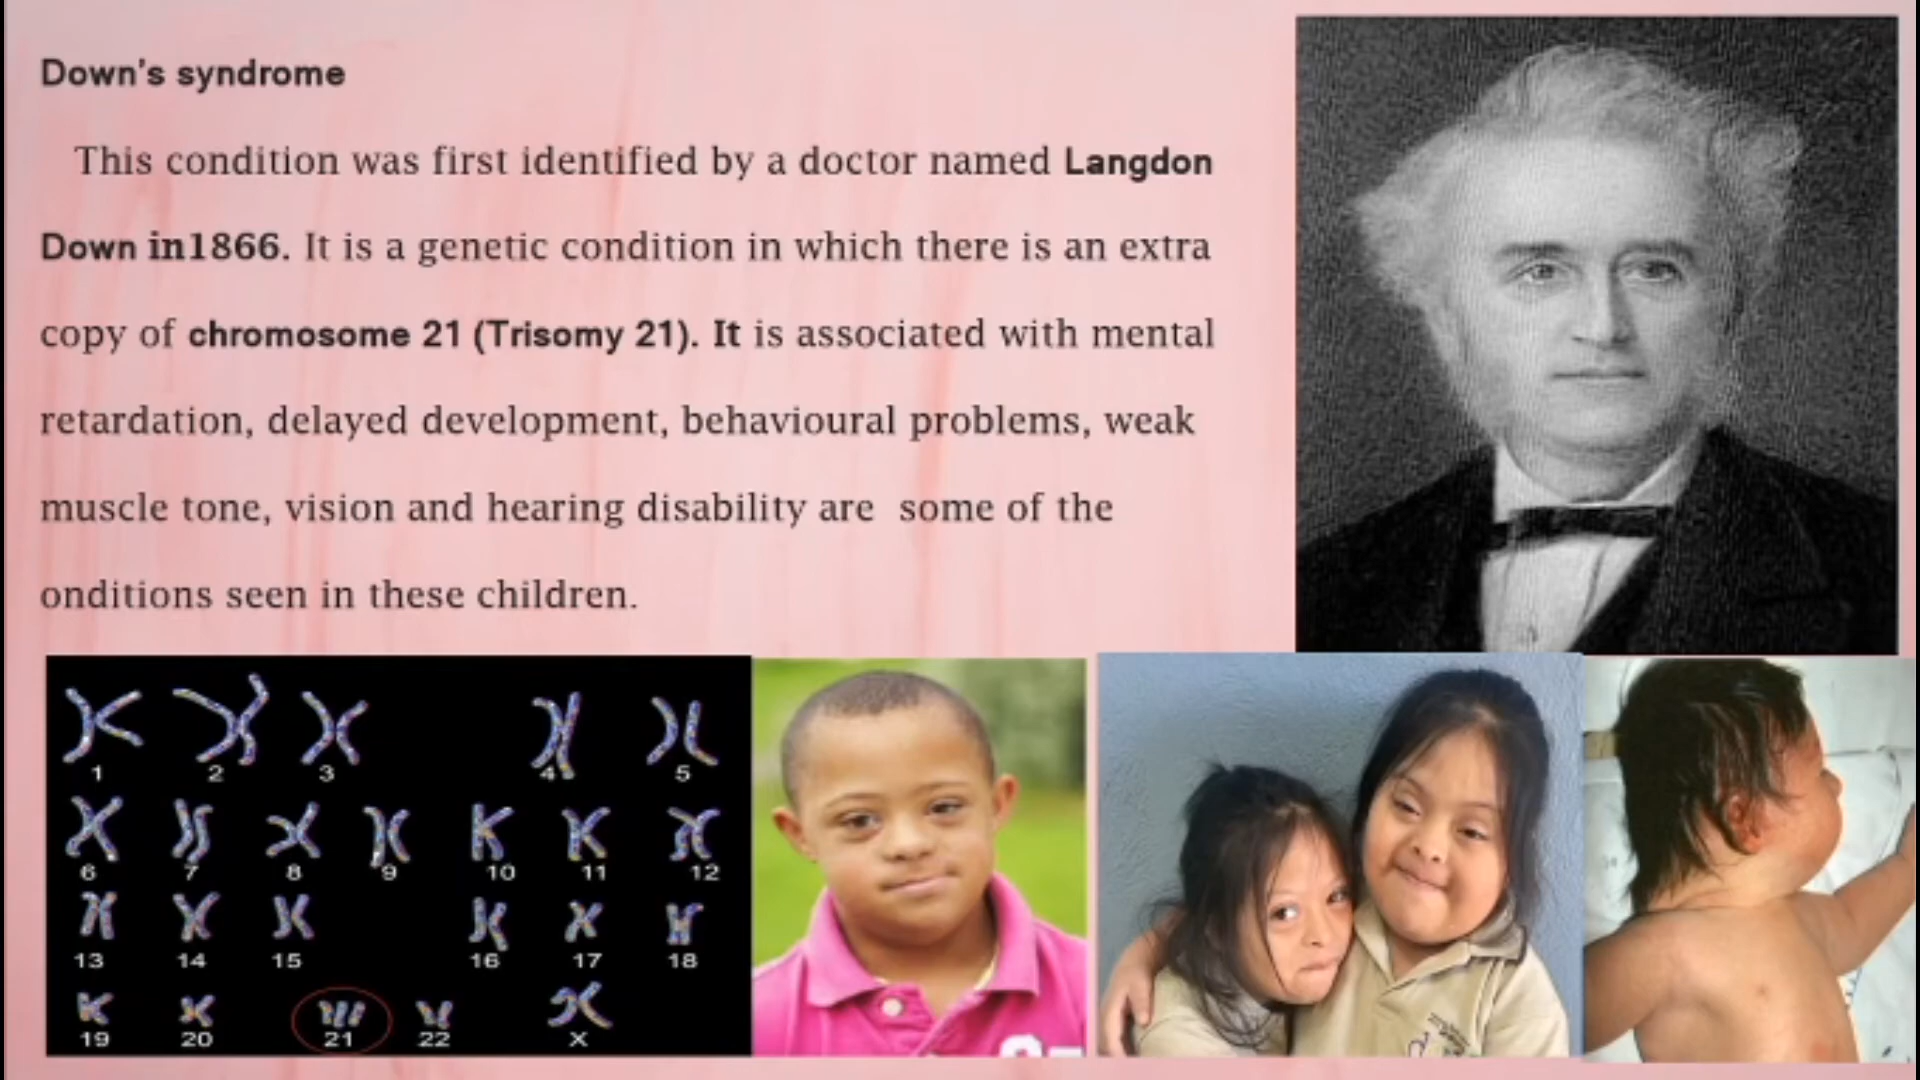 Down's syndrome
This condition was first identified by a doctor named Langdon
Down in1866. It is a genetic condition in which there is an extra
copy of chromosome 21 (Trisomy 21). It is associated with mental
retardation, delayed development, behavioural problems, weak
muscle tone, vision and hearing disability are some of the
onditions seen in these children.
1 2 3 4 5
6 7 8 9 10 11 12
13 14 15 16 17 18
19 20 21 22 X